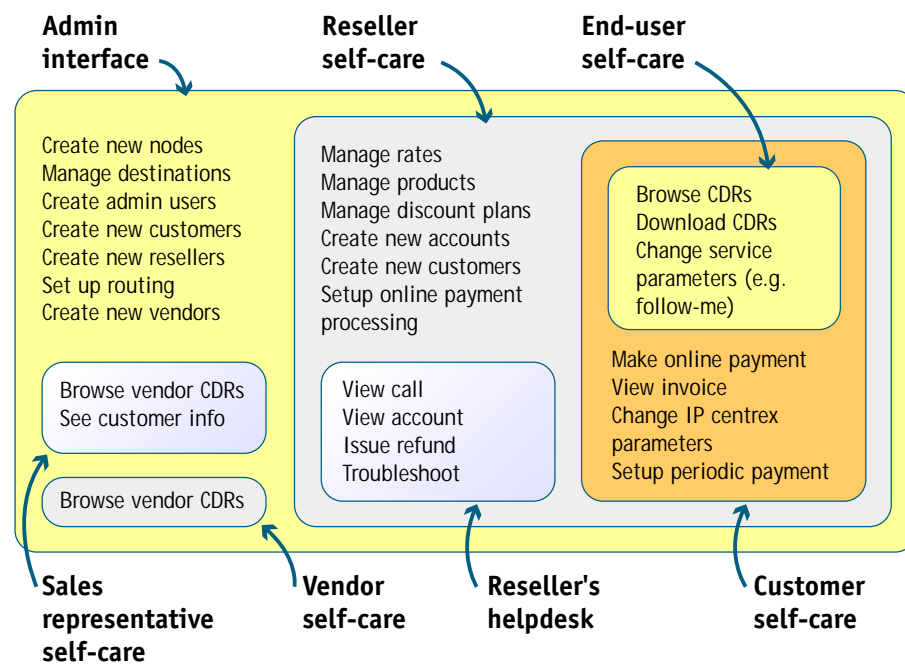 Admin
interface
Reseller
self-care
End-user
self-care
Create new nodes
Manage destinations
Create admin users
Create new customers
Create new resellers
Set up routing
Create new vendors
Manage rates
Manage products
Manage discount plans
Create new accounts
Create new customers
Setup online payment
processing
Browse CDRs
Download CDRs
Change service
parameters (e.g.
follow-me)
Browse vendor CDRs
See customer info
View call
View account
Issue refund
Troubleshoot
Make online payment
View invoice
Change IP centrex
parameters
Setup periodic payment
Browse vendor CDRs
Sales
representative
self-care
Vendor
self-care
Reseller's
helpdesk
Customer
self-care